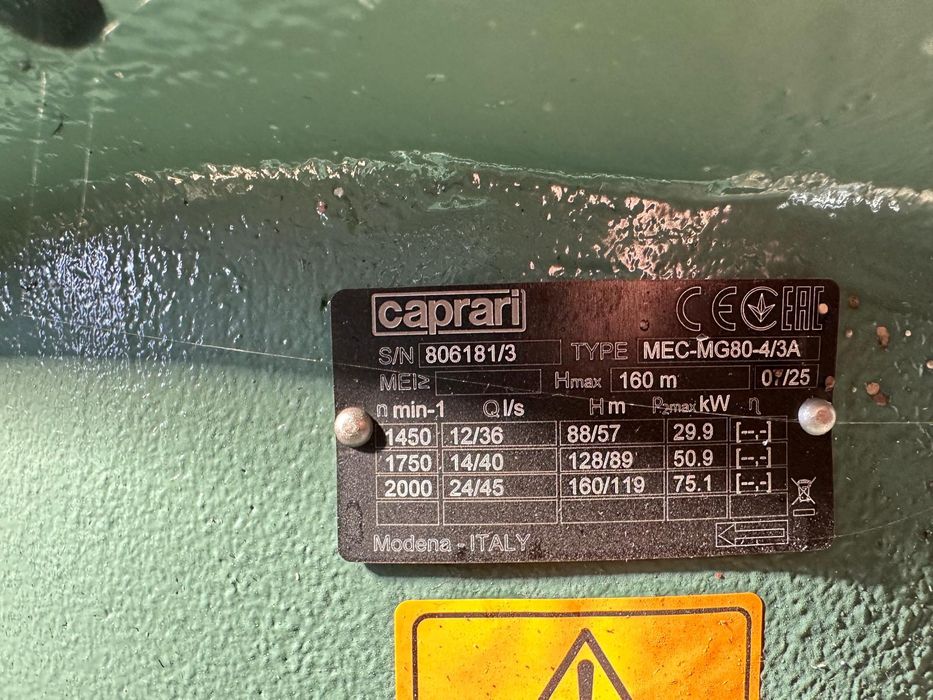 caprari CE EAC
S/N 806181/3 TYPE MEC-MG80-4/3A
MEI≥ Hmax 160 m 07/25
n min-1 Q l/s H m P2max kW η
1450 12/36 88/57 29.9 [--,-]
1750 14/40 128/89 50.9 [--,-]
2000 24/45 160/119 75.1 [--,-]
Modena - ITALY